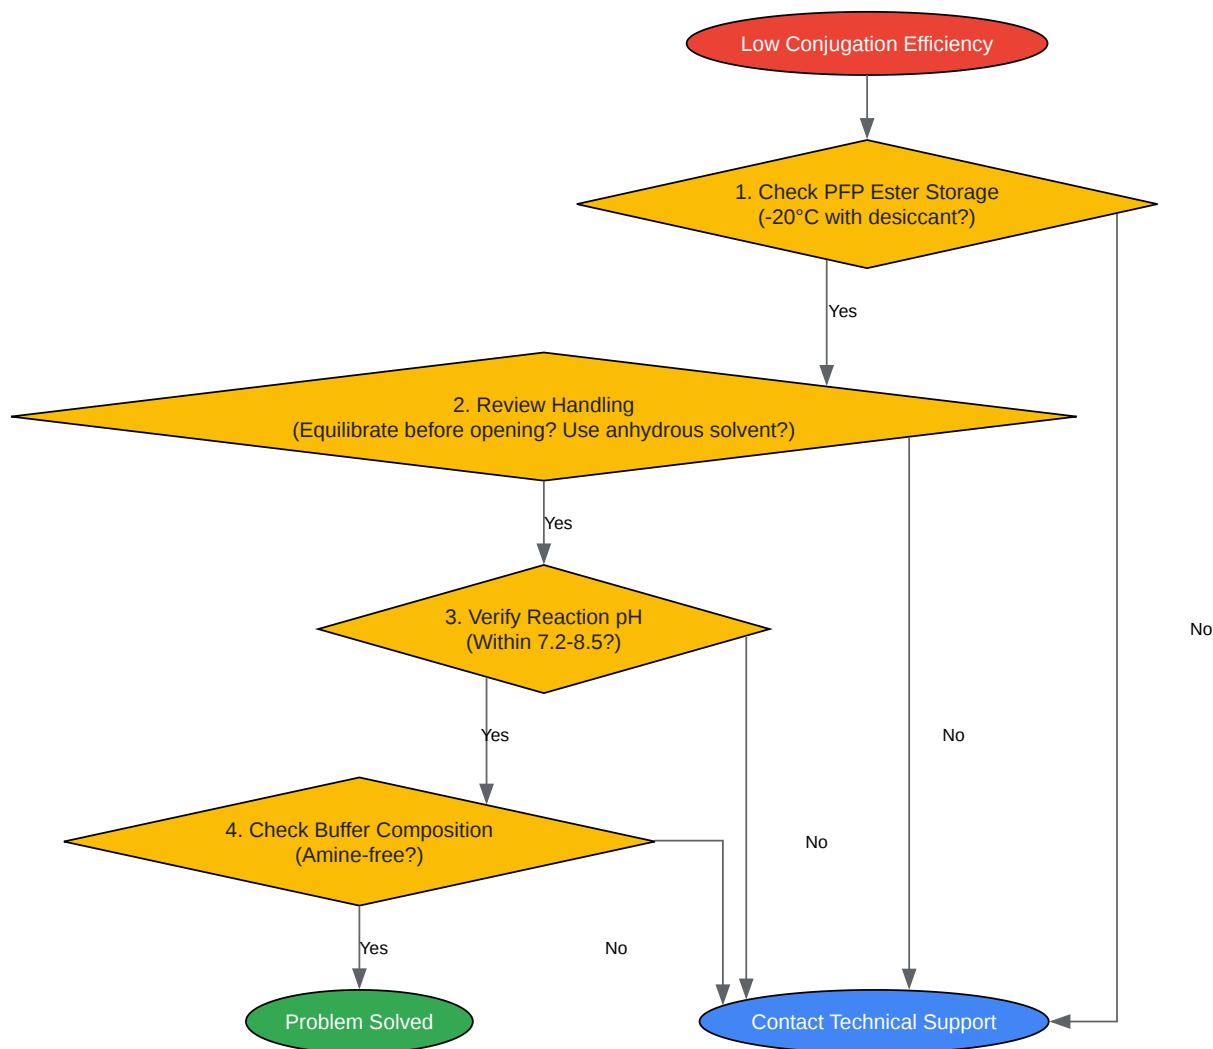 Low Conjugation Efficiency
1. Check PFP Ester Storage
(-20°C with desiccant?)
Yes
2. Review Handling
(Equilibrate before opening? Use anhydrous solvent?)
Yes
3. Verify Reaction pH
(Within 7.2-8.5?)
No
Yes
No
4. Check Buffer Composition
(Amine-free?)
No
Yes
No
Problem Solved
Contact Technical Support